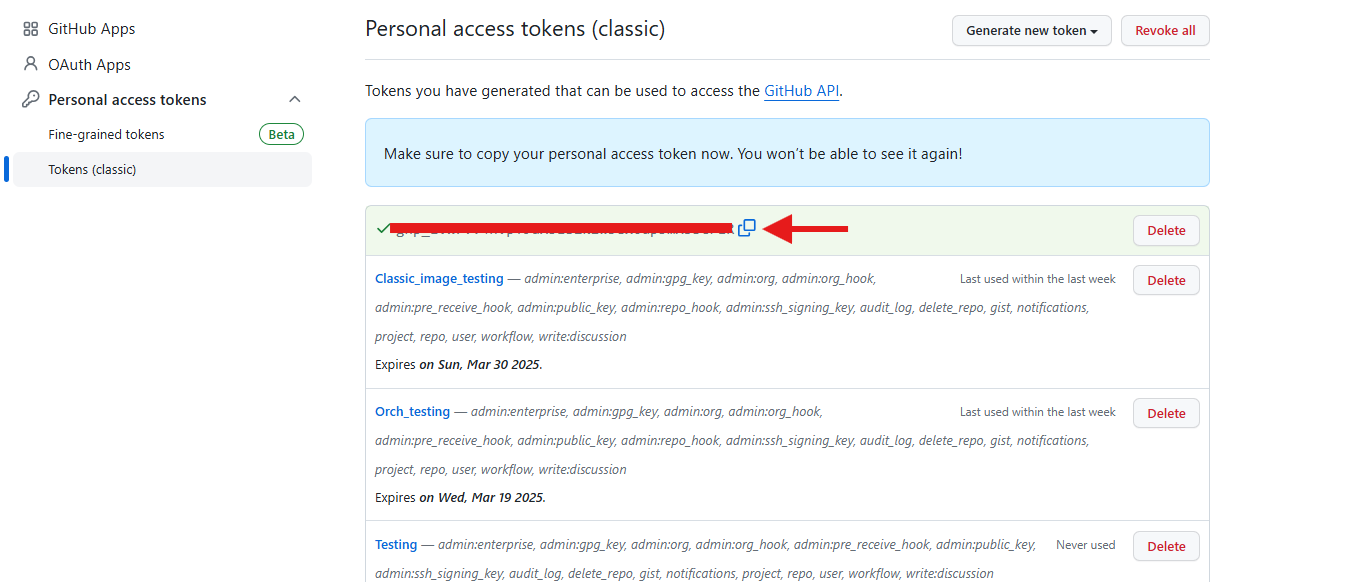 GitHub Apps
OAuth Apps
Personal access tokens
Fine-grained tokens Beta
Tokens (classic)
Personal access tokens (classic)
Generate new token
Revoke all
Tokens you have generated that can be used to access the GitHub API.
Make sure to copy your personal access token now. You won't be able to see it again!
Delete
Classic_image_testing — admin:enterprise, admin:gpg_key, admin:org, admin:org_hook,
Last used within the last week
Delete
admin:pre_receive_hook, admin:public_key, admin:repo_hook, admin:ssh_signing_key, audit_log, delete_repo, gist, notifications,
project, repo, user, workflow, write:discussion
Expires on Sun, Mar 30 2025.
Orch_testing — admin:enterprise, admin:gpg_key, admin:org, admin:org_hook,
Last used within the last week
Delete
admin:pre_receive_hook, admin:public_key, admin:repo_hook, admin:ssh_signing_key, audit_log, delete_repo, gist, notifications,
project, repo, user, workflow, write:discussion
Expires on Wed, Mar 19 2025.
Testing — admin:enterprise, admin:gpg_key, admin:org, admin:org_hook, admin:pre_receive_hook, admin:public_key,
Never used
Delete
admin:ssh_signing_key, audit_log, delete_repo, gist, notifications, project, repo, user, workflow, write:discussion